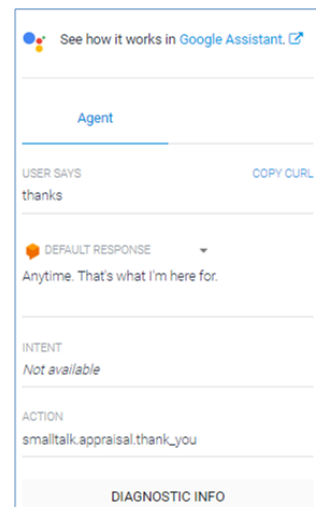 See how it works in Google Assistant.
Agent
USER SAYS COPY CURL
thanks
DEFAULT RESPONSE
Anytime. That's what I'm here for.
INTENT
Not available
ACTION
smalltalk.appraisal.thank_you
DIAGNOSTIC INFO